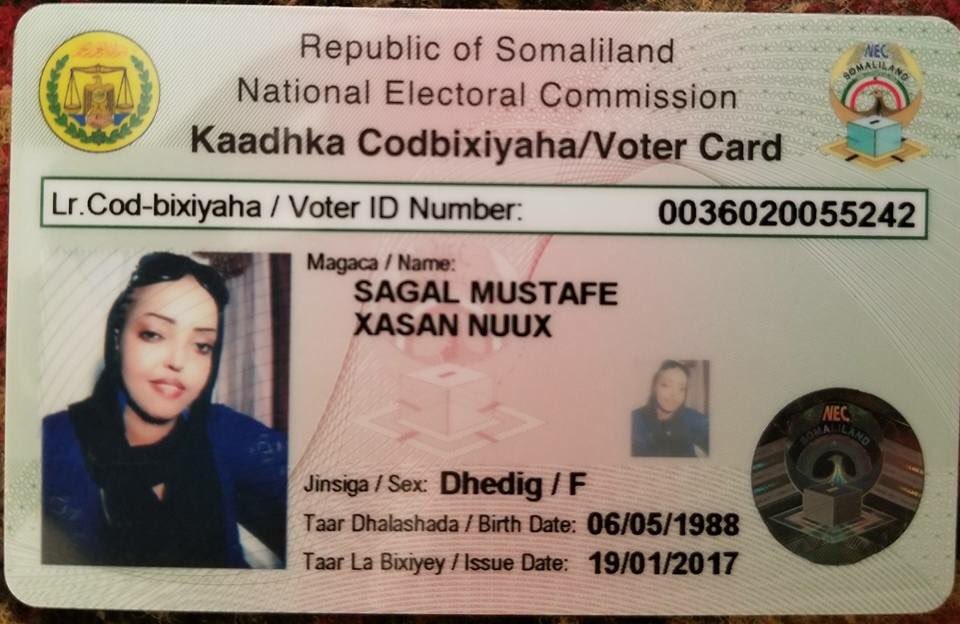 Republic of Somaliland
National Electoral Commission
Kaadhka Codbixiyaha/Voter Card
NEC
SOMALILAND
Lr.Cod-bixiyaha / Voter ID Number: 0036020055242
Magaca / Name:
SAGAL MUSTAFE
XASAN NUUX
Jinsiga / Sex: Dhedig / F
Taar Dhalashada / Birth Date: 06/05/1988
Taar La Bixiyey / Issue Date: 19/01/2017
NEC
SOMALILAND